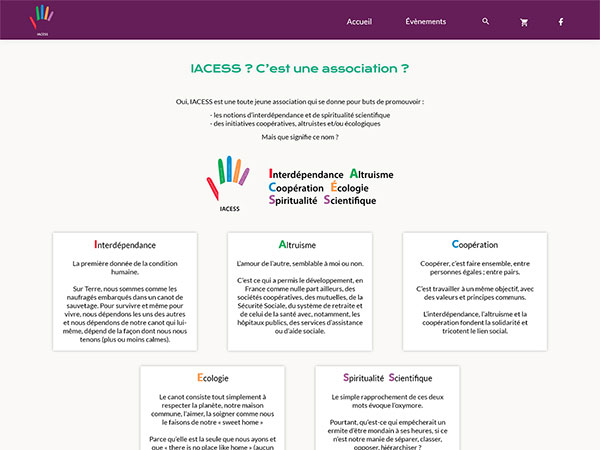 IACESS
Accueil
Évènements
IACESS ? C'est une association ?
Oui, IACESS est une toute jeune association qui se donne pour buts de promouvoir :
- les notions d'interdépendance et de spiritualité scientifique
- des initiatives coopératives, altruistes et/ou écologiques
Mais que signifie ce nom ?
IACESS
Interdépendance Altruisme
Coopération Écologie
Spiritualité Scientifique
Interdépendance
La première donnée de la condition
humaine.
Sur Terre, nous sommes comme les
naufragés embarqués dans un canot de
sauvetage. Pour survivre et même pour
vivre, nous dépendons les uns des autres
et nous dépendons de notre canot qui lui-
même, dépend de la façon dont nous nous
tenons (plus ou moins calmes).
Altruisme
L'amour de l'autre, semblable à moi ou non.
C'est ce qui a permis le développement, en
France comme nulle part ailleurs, des
sociétés coopératives, des mutuelles, de la
Sécurité Sociale, du système de retraite et
de celui de la santé avec, notamment, les
hôpitaux publics, des services d'assistance
ou d'aide sociale.
Coopération
Coopérer, c'est faire ensemble, entre
personnes égales ; entre pairs.
C'est travailler à un même objectif, avec
des valeurs et principes communs.
L'interdépendance, l'altruisme et la
coopération fondent la solidarité et
tricotent le lien social.
Ecologie
Le canot consiste tout simplement à
respecter la planète, notre maison
commune, l'aimer, la soigner comme nous
le faisons de notre « sweet home »
Parce qu'elle est la seule que nous ayons et
que « there is no place like home » (aucun
Spiritualité Scientifique
Le simple rapprochement de ces deux
mots évoque l'oxymore.
Pourtant, qu'est-ce qui empêcherait un
ermite d'être mondain à ses heures, si ce
n'est notre manie de séparer, classer,
opposer, hiérarchiser ?